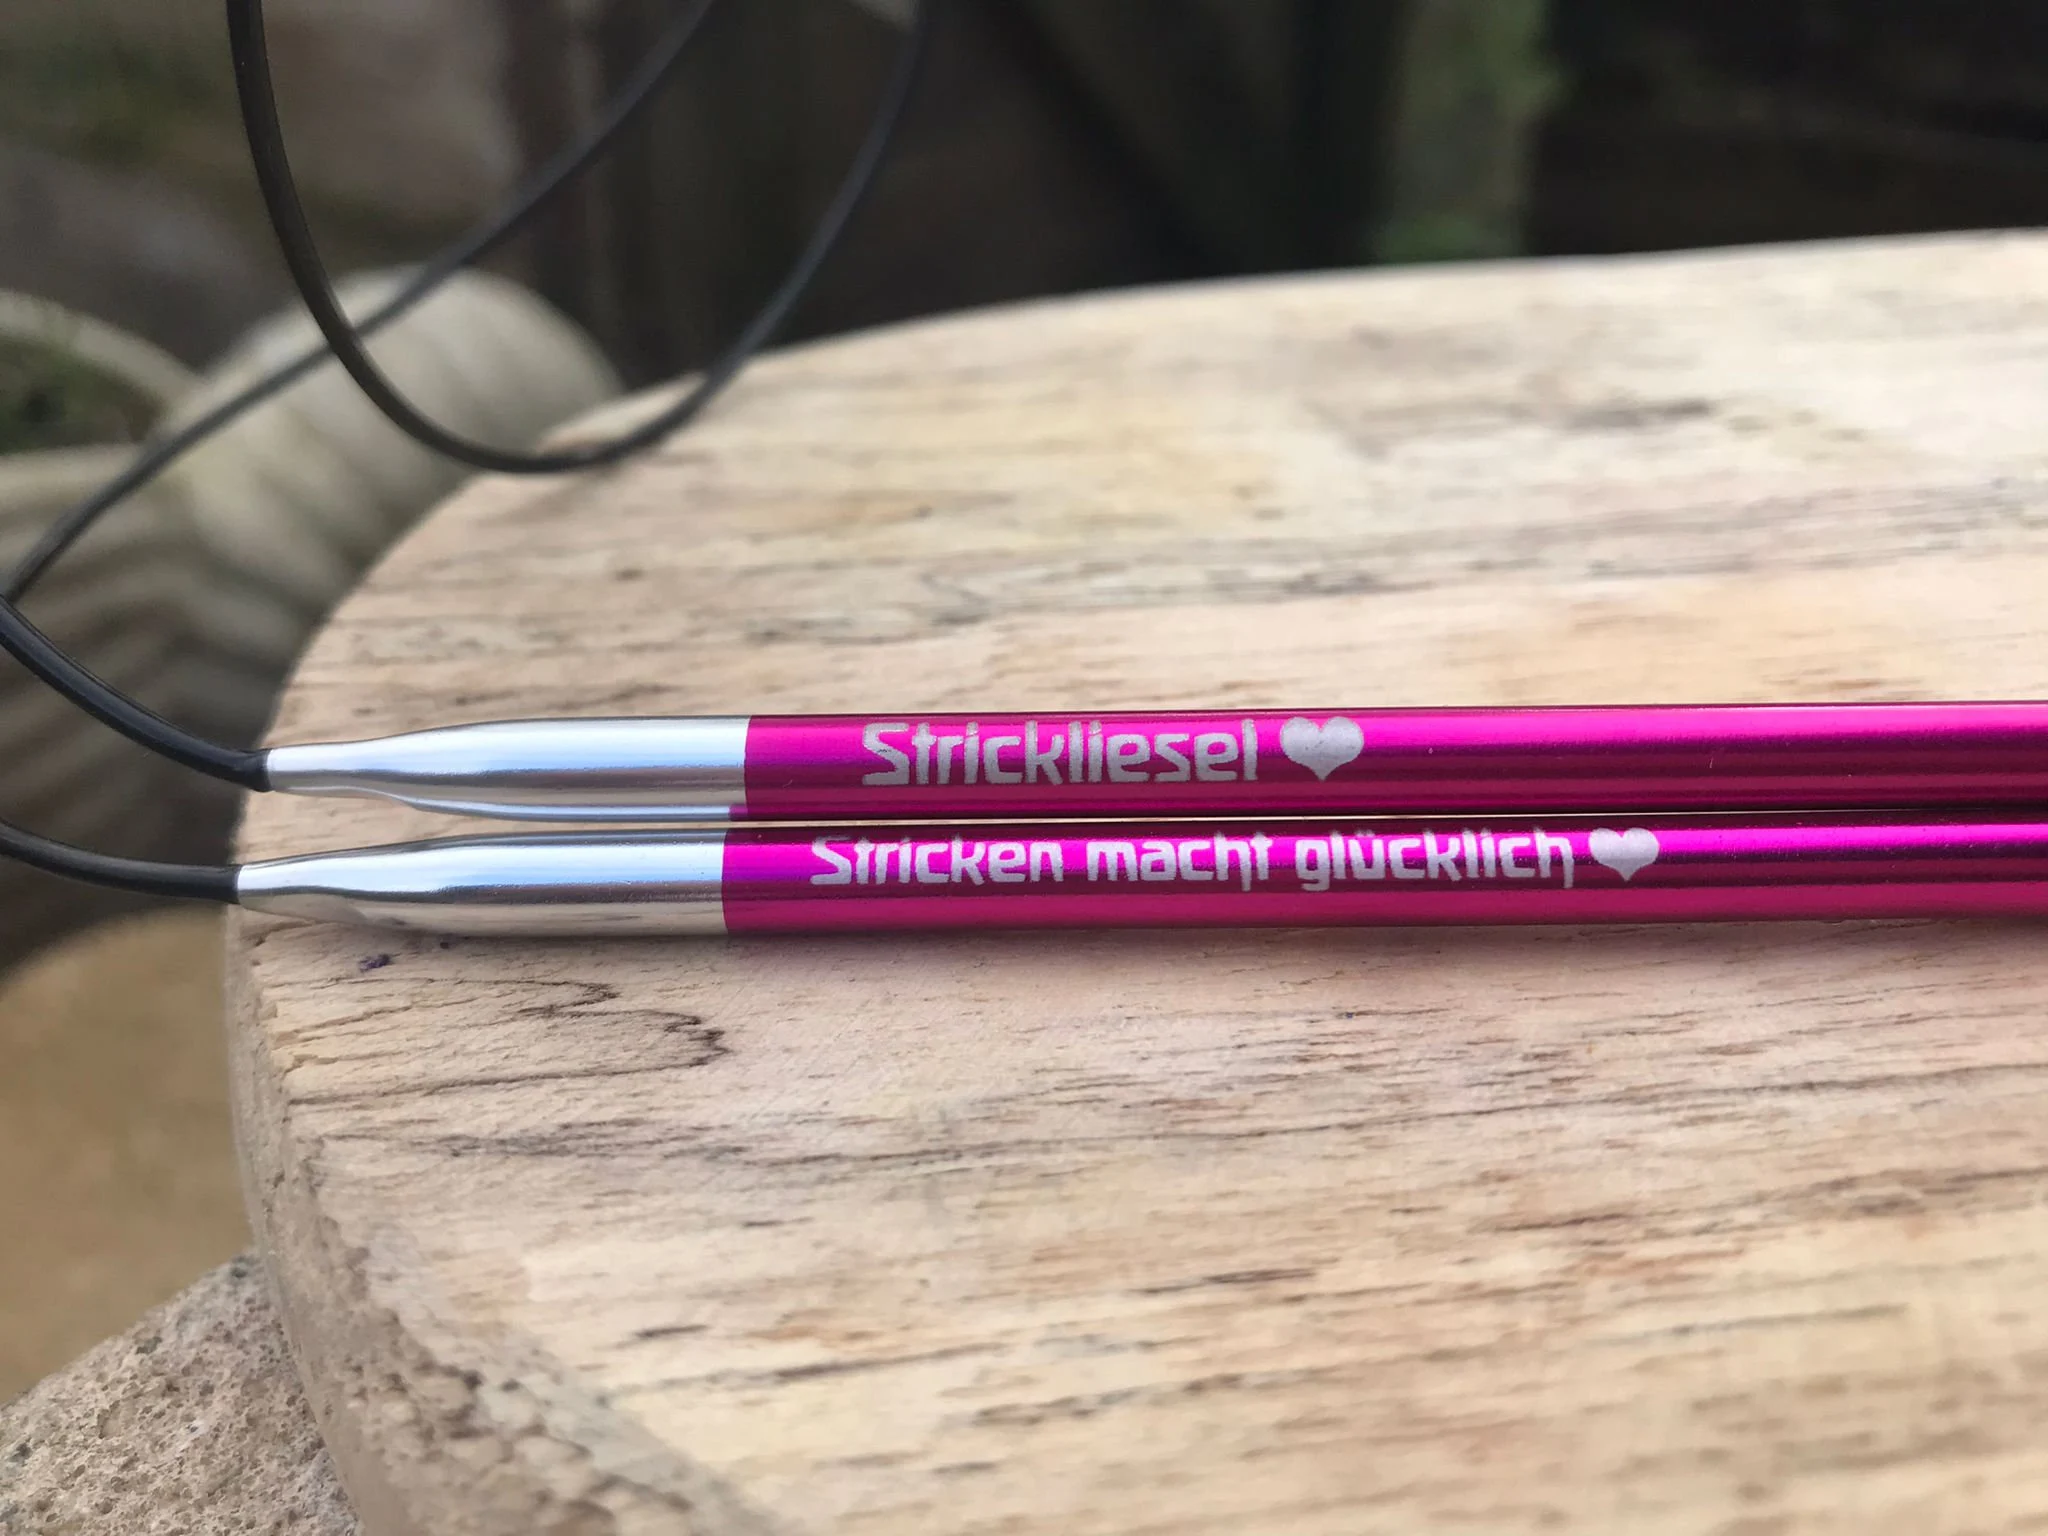 Strickliesel ♥
Stricken macht glücklich ♥